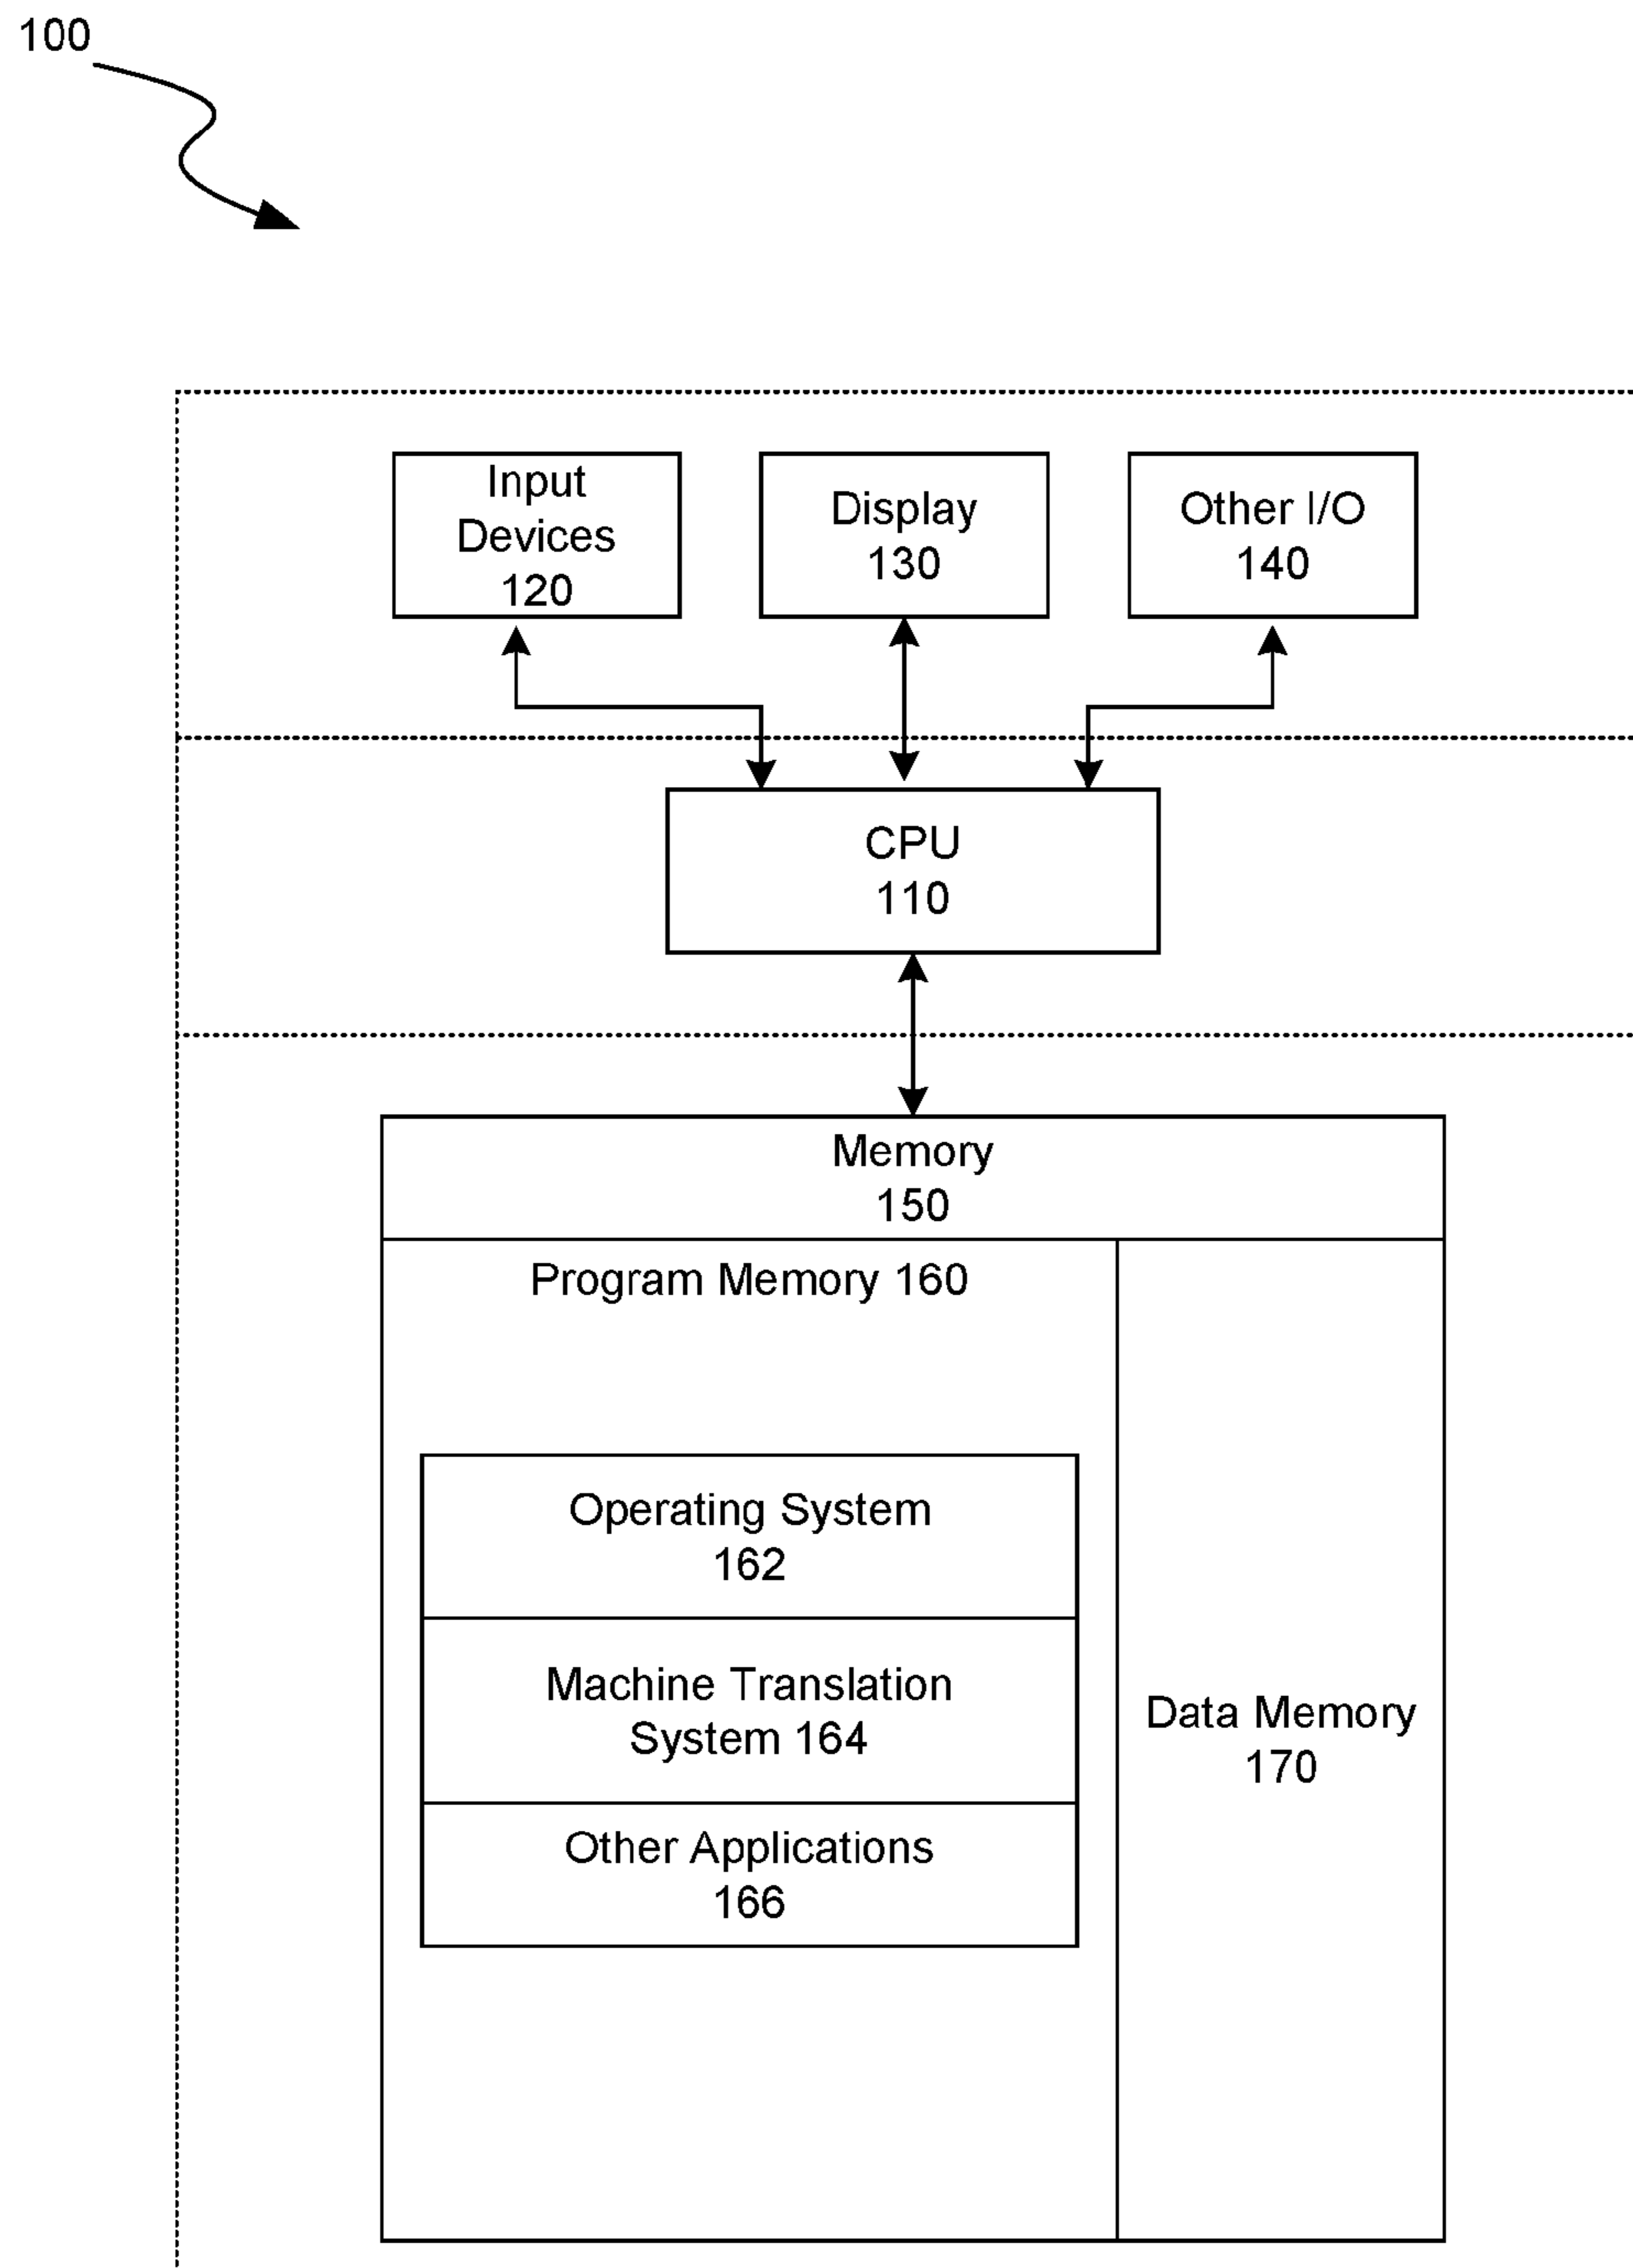 100
Input
Devices
120
Display
130
Other I/O
140
CPU
110
Memory
150
Program Memory 160
Operating System
162
Machine Translation
System 164
Other Applications
166
Data Memory
170